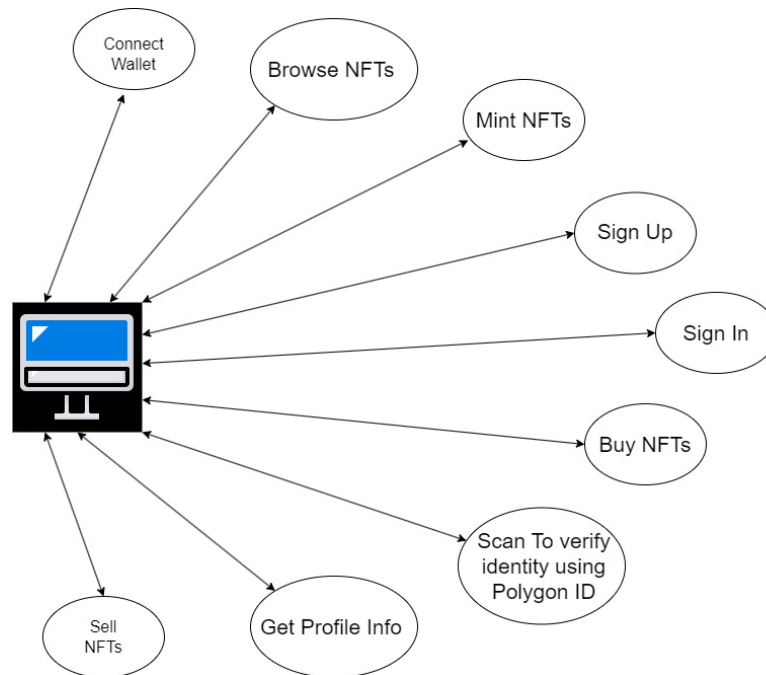 Connect
Wallet
Browse NFTs
Mint NFTs
Sign Up
Sign In
Buy NFTs
Scan To verify
identity using
Polygon ID
Get Profile Info
Sell
NFTs